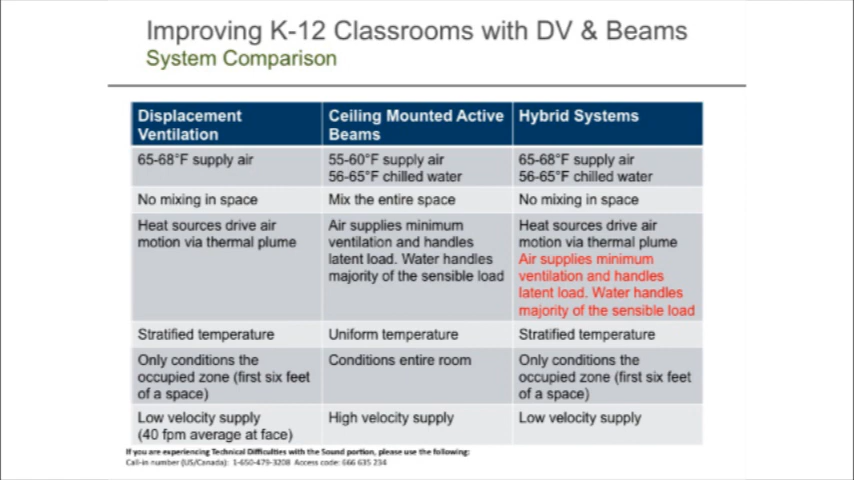 Improving K-12 Classrooms with DV & Beams
System Comparison
Displacement
Ventilation
Ceiling Mounted Active
Beams
Hybrid Systems
65-68°F supply air
55-60°F supply air
56-65°F chilled water
65-68°F supply air
56-65°F chilled water
No mixing in space
Mix the entire space
No mixing in space
Heat sources drive air
motion via thermal plume
Air supplies minimum
ventilation and handles
latent load. Water handles
majority of the sensible load
Heat sources drive air
motion via thermal plume
Air supplies minimum
ventilation and handles
latent load. Water handles
majority of the sensible load
Stratified temperature
Uniform temperature
Stratified temperature
Only conditions the
occupied zone (first six feet
of a space)
Conditions entire room
Only conditions the
occupied zone (first six feet
of a space)
Low velocity supply
(40 fpm average at face)
High velocity supply
Low velocity supply
If you are experiencing Technical Difficulties with the Sound portion, please use the following:
Call-in number (US/Canada): 1-650-479-3208 Access code: 666 635 234